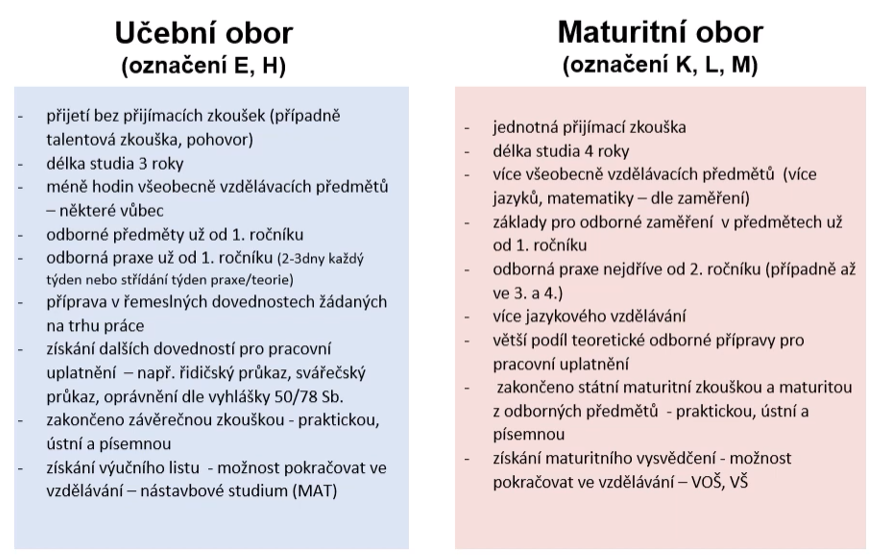 Učební obor
(označení E, H)
- přijetí bez přijímacích zkoušek (případně
talentová zkouška, pohovor)
- délka studia 3 roky
- méně hodin všeobecně vzdělávacích předmětů
– některé vůbec
- odborné předměty už od 1. ročníku
- odborná praxe už od 1. ročníku (2-3dny každý
týden nebo střídání týden praxe/teorie)
- příprava v řemeslných dovednostech žádaných
na trhu práce
- získání dalších dovedností pro pracovní
uplatnění – např. řidičský průkaz, svářečský
průkaz, oprávnění dle vyhlášky 50/78 Sb.
- zakončeno závěrečnou zkouškou - praktickou,
ústní a písemnou
- získání výučního listu - možnost pokračovat ve
vzdělávání – nástavbové studium (MAT)
Maturitní obor
(označení K, L, M)
- jednotná přijímací zkouška
- délka studia 4 roky
- více všeobecně vzdělávacích předmětů (více
jazyků, matematiky – dle zaměření)
- základy pro odborné zaměření v předmětech už
od 1. ročníku
- odborná praxe nejdříve od 2. ročníku (případně až
ve 3. a 4.)
- více jazykového vzdělávání
- větší podíl teoretické odborné přípravy pro
pracovní uplatnění
- zakončeno státní maturitní zkouškou a maturitou
z odborných předmětů - praktickou, ústní a
písemnou
- získání maturitního vysvědčení - možnost
pokračovat ve vzdělávání – VOŠ, VŠ